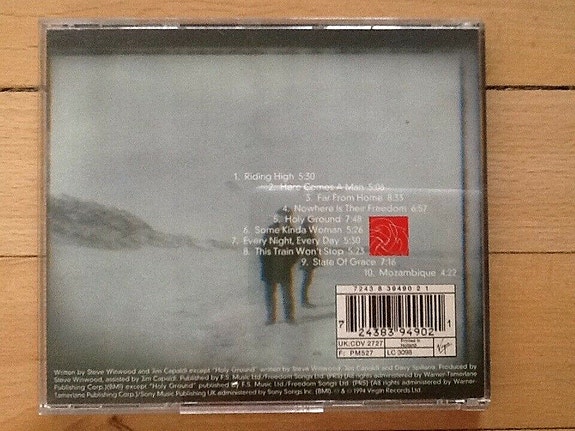 1. Riding High 5:30
2. Here Comes A Man 5:08
3. Far From Home 8:33
4. Nowhere Is Their Freedom 6:57
5. Holy Ground 7:48
6. Some Kinda Woman 5:26
7. Every Night, Every Day 5:30
8. This Train Won't Stop 5:23
9. State Of Grace 7:16
10. Mozambique 4:22
7243 8 39490 2 1
7 24383 94902 1
UK:CDV 2727
Printed in
Holland
F: PM527
LC 3098
Virgin
Written by Steve Winwood and Jim Capaldi except "Holy Ground" written by Steve Winwood, Jim Capaldi and Davy Spillane. Produced by
Steve Winwood, assisted by Jim Capaldi. Published by F.S. Music Ltd./Freedom Songs Ltd. (PRS) (All rights administered by Warner-Tamerlane
Publishing Corp.)(BMI) except "Holy Ground" published F.S. Music Ltd./Freedom Songs Ltd. (PRS) (All rights administered by Warner-
Tamerlane Publishing Corp.)/Sony Music Publishing UK administered by Sony Songs Inc. (BMI). ℗ & © 1994 Virgin Records Ltd.